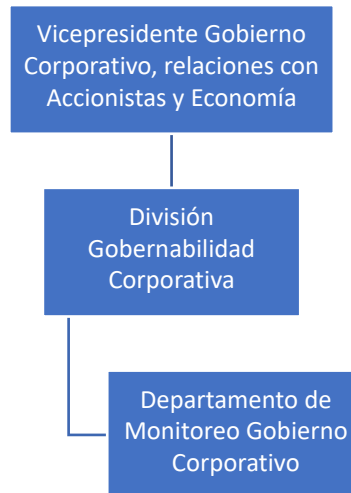 Vicepresidente Gobierno
Corporativo, relaciones con
Accionistas y Economía
División
Gobernabilidad
Corporativa
Departamento de
Monitoreo Gobierno
Corporativo